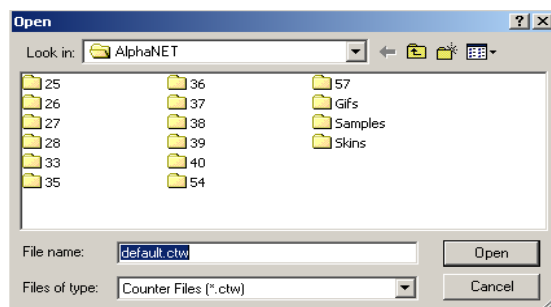 Open
Look in: AlphaNET
25 36 57
26 37 Gifs
27 38 Samples
28 39 Skins
33 40
35 54
File name: default.ctw Open
Files of type: Counter Files (*.ctw) Cancel